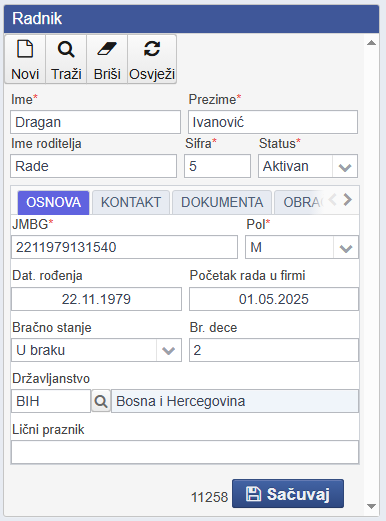 Radnik
Novi Traži Briši Osvježi
Ime* Prezime*
Dragan Ivanović
Ime roditelja Sifra* Status*
Rade 5 Aktivan
OSNOVA KONTAKT DOKUMENTA OBRA
JMBG* Pol*
2211979131540 M
Dat. rođenja Početak rada u firmi
22.11.1979 01.05.2025
Bračno stanje Br. dece
U braku 2
Državljanstvo
BIH Bosna i Hercegovina
Lični praznik
11258 Sačuvaj